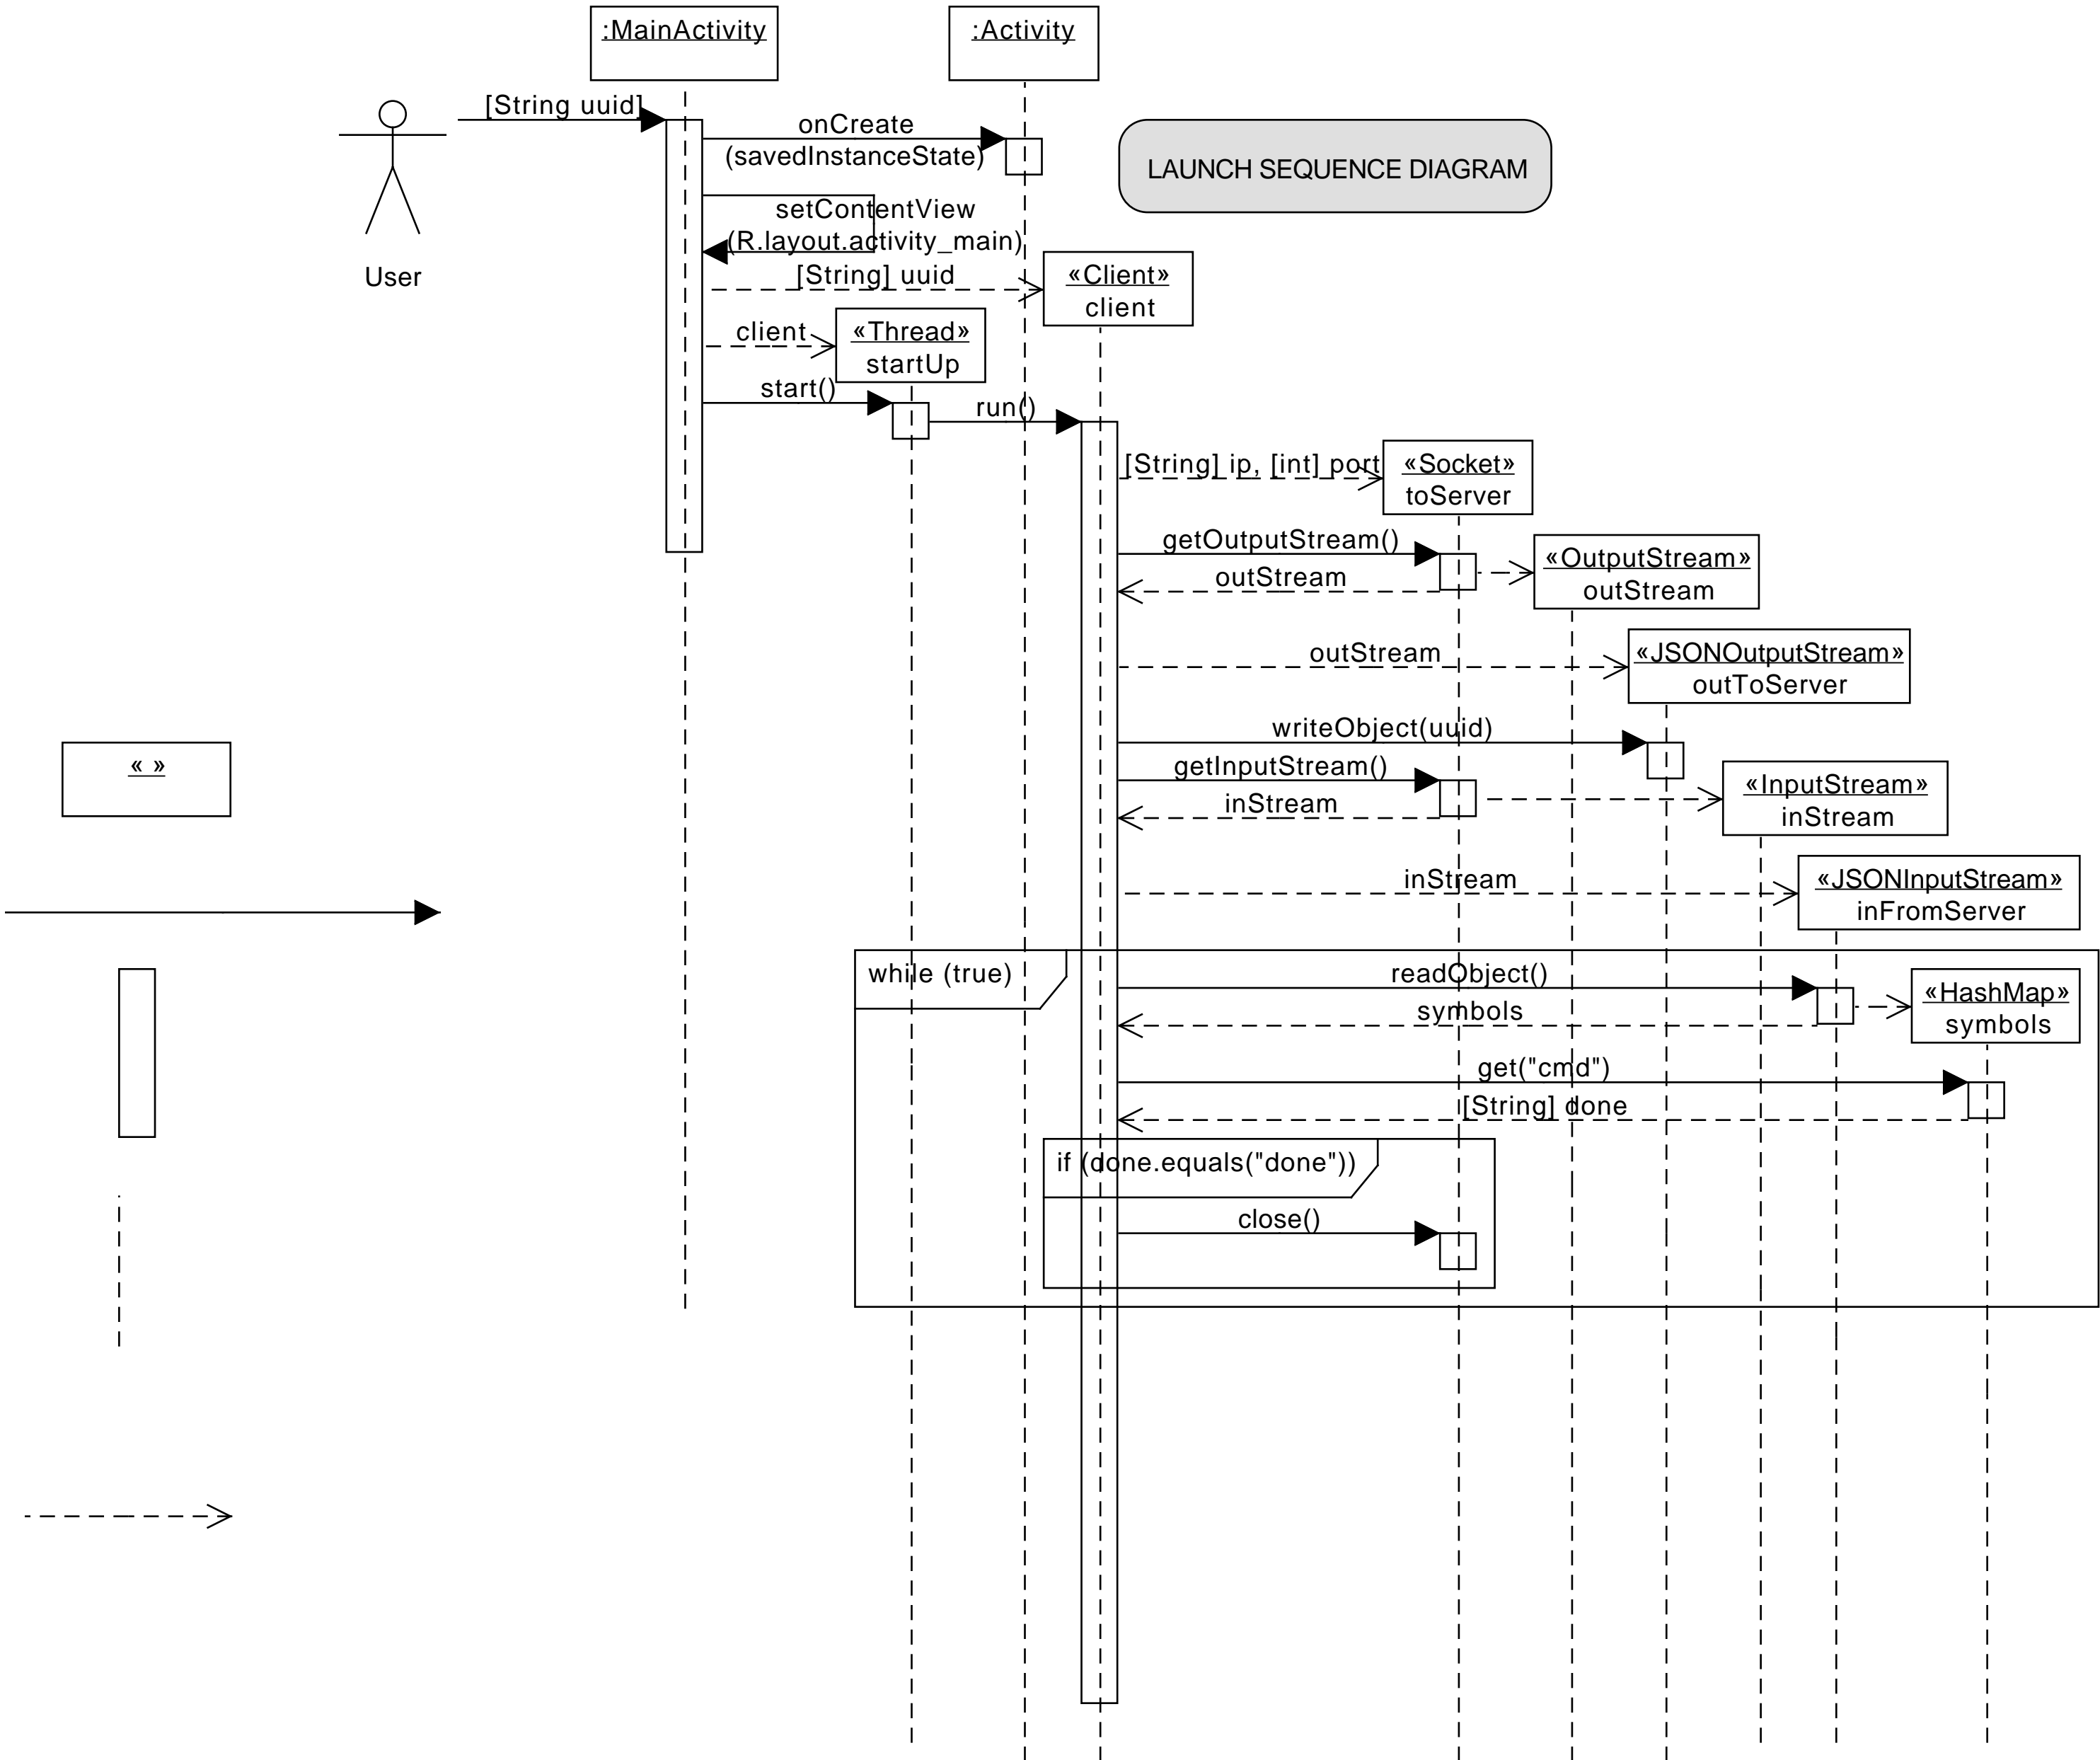 :MainActivity
:Activity
[String uuid]
onCreate
(savedInstanceState)
LAUNCH SEQUENCE DIAGRAM
setContentView
(R.layout.activity_main)
User
[String] uuid
«Client»
client
client
«Thread»
startUp
start()
run()
[String] ip, [int] port
«Socket»
toServer
getOutputStream()
outStream
«OutputStream»
outStream
outStream
«JSONOutputStream»
outToServer
writeObject(uuid)
« »
getInputStream()
inStream
«InputStream»
inStream
inStream
«JSONInputStream»
inFromServer
while (true)
readObject()
symbols
«HashMap»
symbols
get("cmd")
[String] done
if (done.equals("done"))
close()